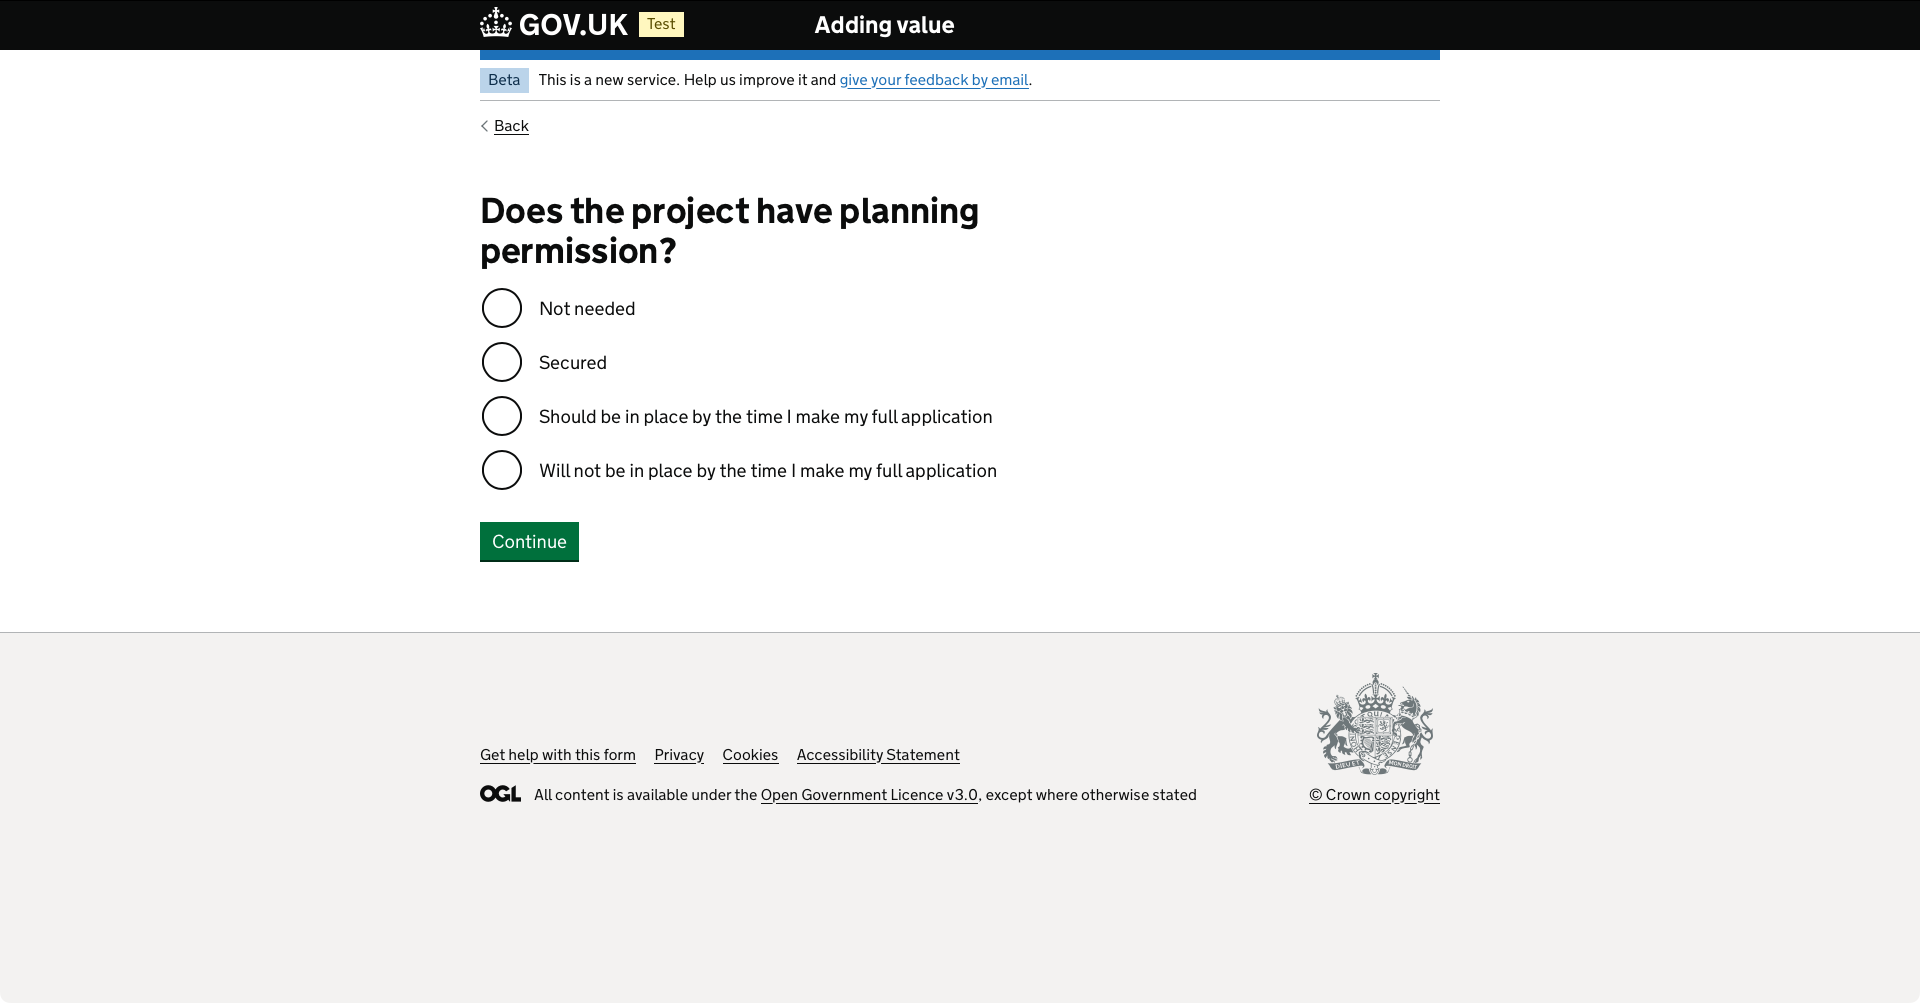 GOV.UK Test Adding value
Beta This is a new service. Help us improve it and give your feedback by email.
Back
Does the project have planning
permission?
Not needed
Secured
Should be in place by the time I make my full application
Will not be in place by the time I make my full application
Continue
DIEU ET MON DROIT
Get help with this form Privacy Cookies Accessibility Statement
OGL All content is available under the Open Government Licence v3.0, except where otherwise stated
© Crown copyright